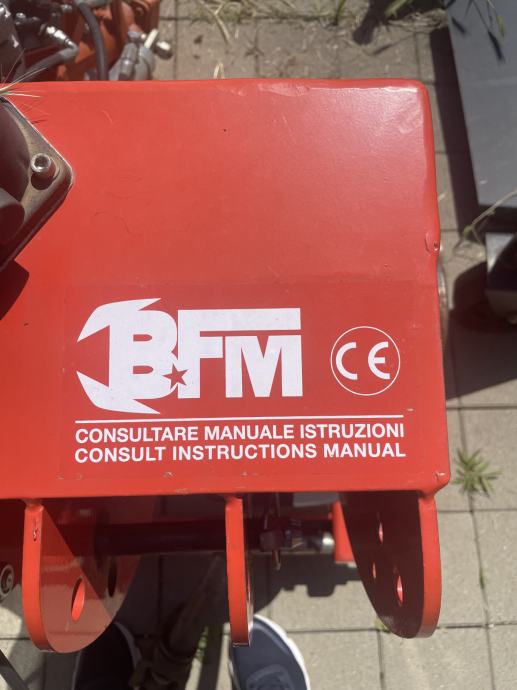 BFM
CE
CONSULTARE MANUALE ISTRUZIONI
CONSULT INSTRUCTIONS MANUAL